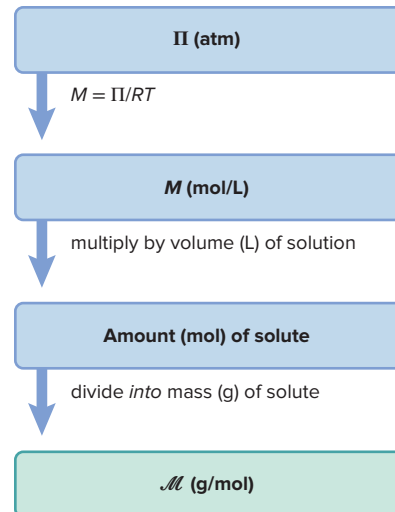 Π (atm)
M = Π/RT
M (mol/L)
multiply by volume (L) of solution
Amount (mol) of solute
divide into mass (g) of solute
ℳ (g/mol)